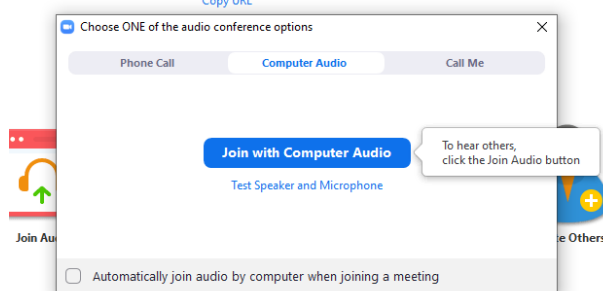 Copy URL
Choose ONE of the audio conference options
Phone Call
Computer Audio
Call Me
Join with Computer Audio
To hear others,
click the Join Audio button
Test Speaker and Microphone
Join Au
e Others
Automatically join audio by computer when joining a meeting